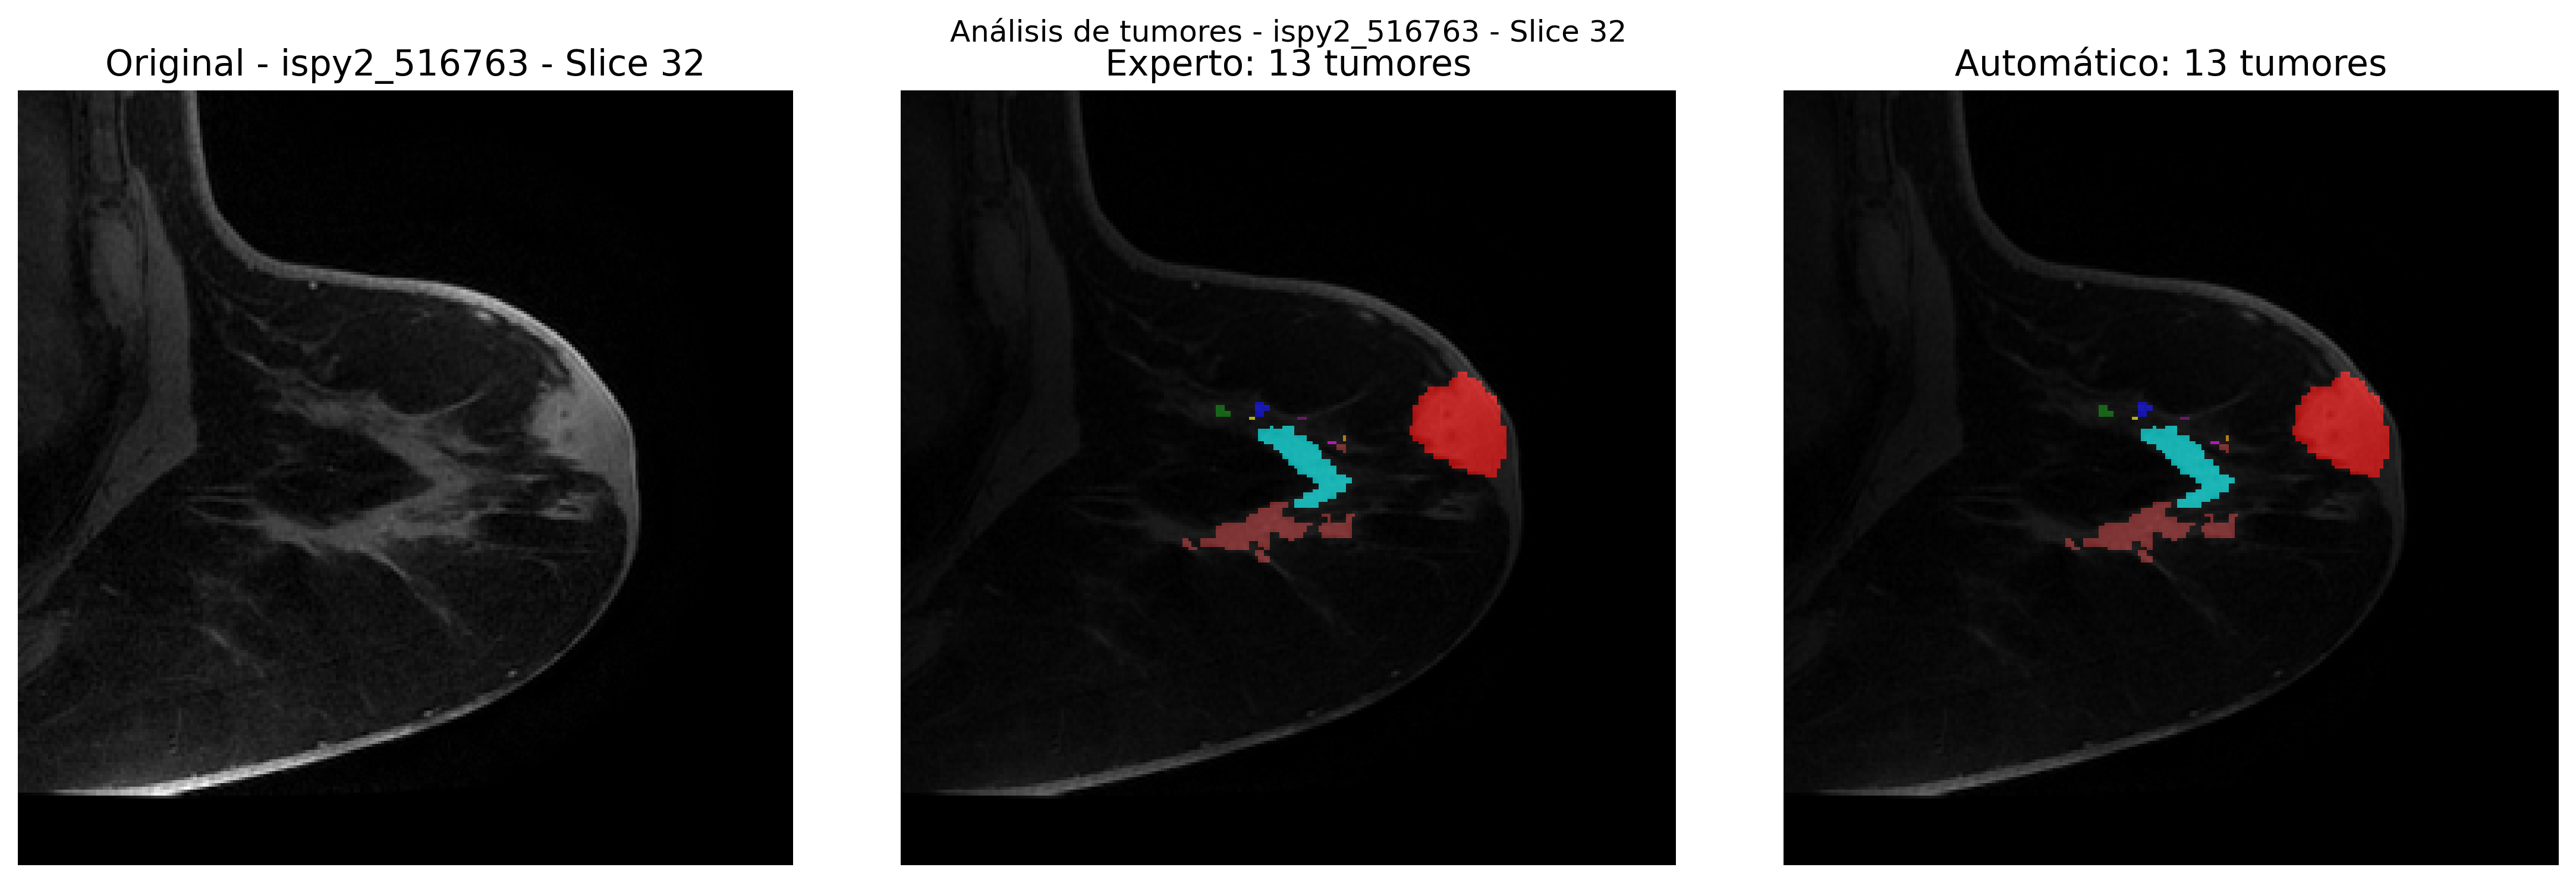 Análisis de tumores - ispy2_516763 - Slice 32
Original - ispy2_516763 - Slice 32
Experto: 13 tumores
Automático: 13 tumores